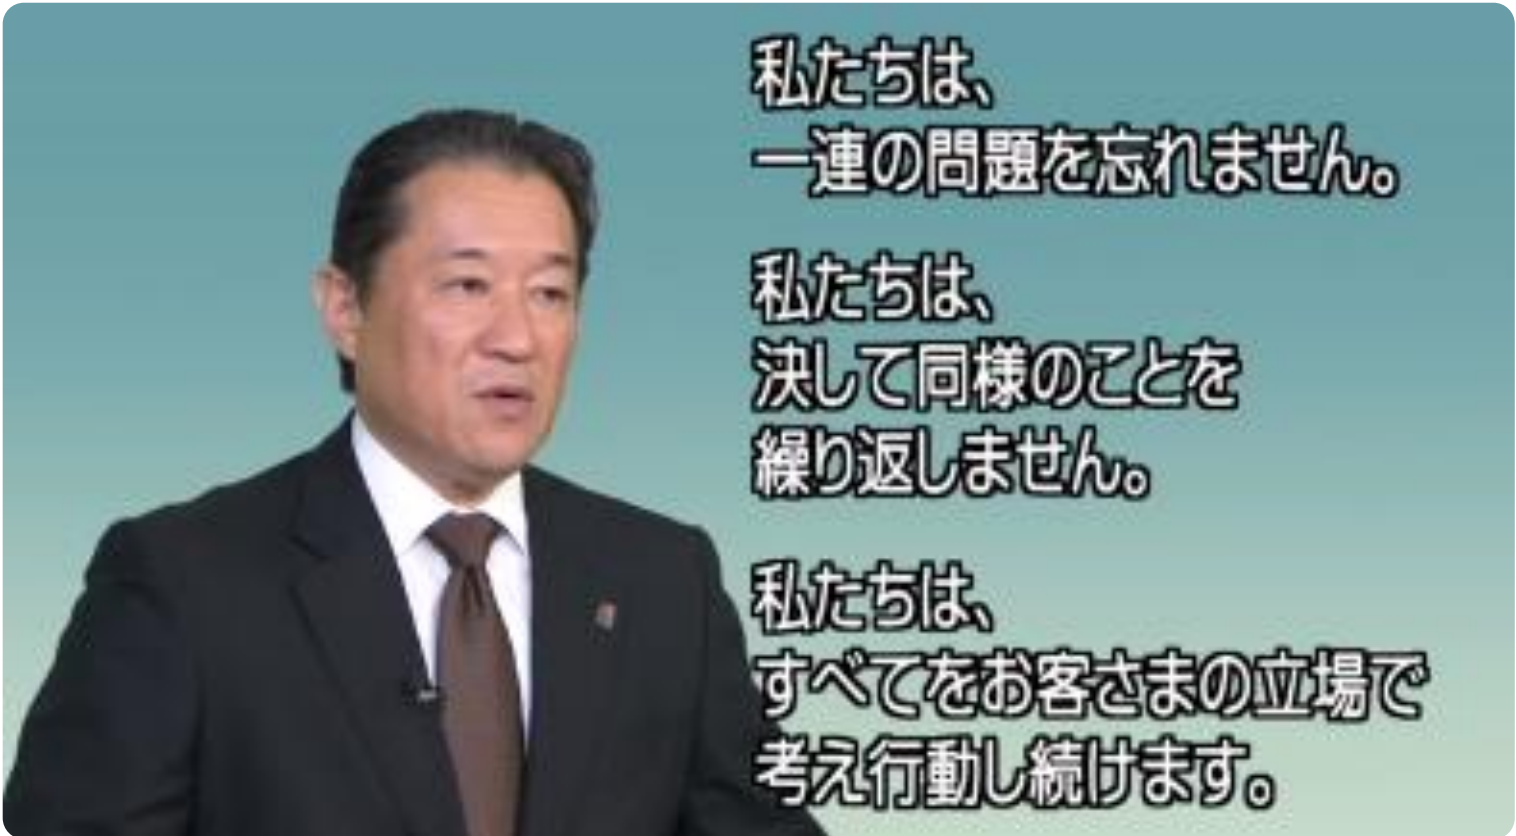 私たちは、
一連の問題を忘れません。
私たちは、
決して同様のことを
繰り返しません。
私たちは、
すべてをお客さまの立場で
考え行動し続けます。